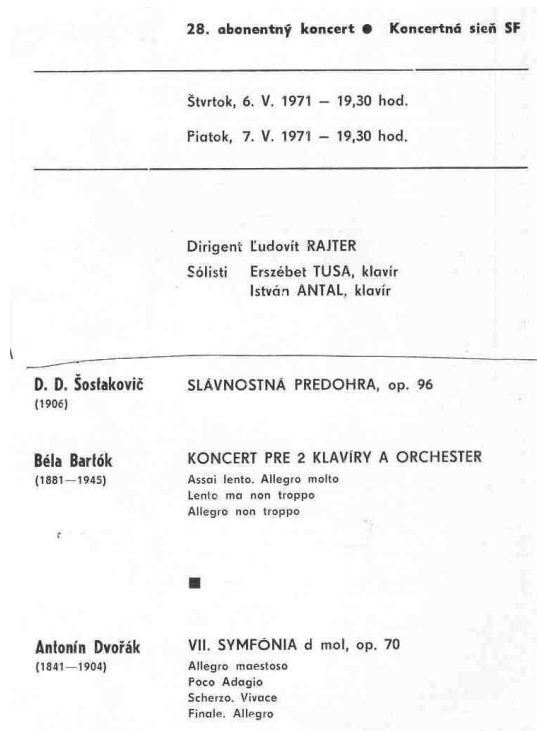 28. abonentný koncert ● Koncertná sieň SF
Štvrtok, 6. V. 1971 — 19,30 hod.
Piatok, 7. V. 1971 — 19,30 hod.
Dirigent Ľudovít RAJTER
Sólisti Erszébet TUSA, klavír
István ANTAL, klavír
D. D. Šostakovič SLÁVNOSTNÁ PREDOHRA, op. 96
(1906)
Béla Bartók KONCERT PRE 2 KLAVÍRY A ORCHESTER
(1881—1945) Assai lento. Allegro molto
Lento ma non troppo
Allegro non troppo
■
Antonín Dvořák VII. SYMFÓNIA d mol, op. 70
(1841—1904) Allegro maestoso
Poco Adagio
Scherzo. Vivace
Finale. Allegro